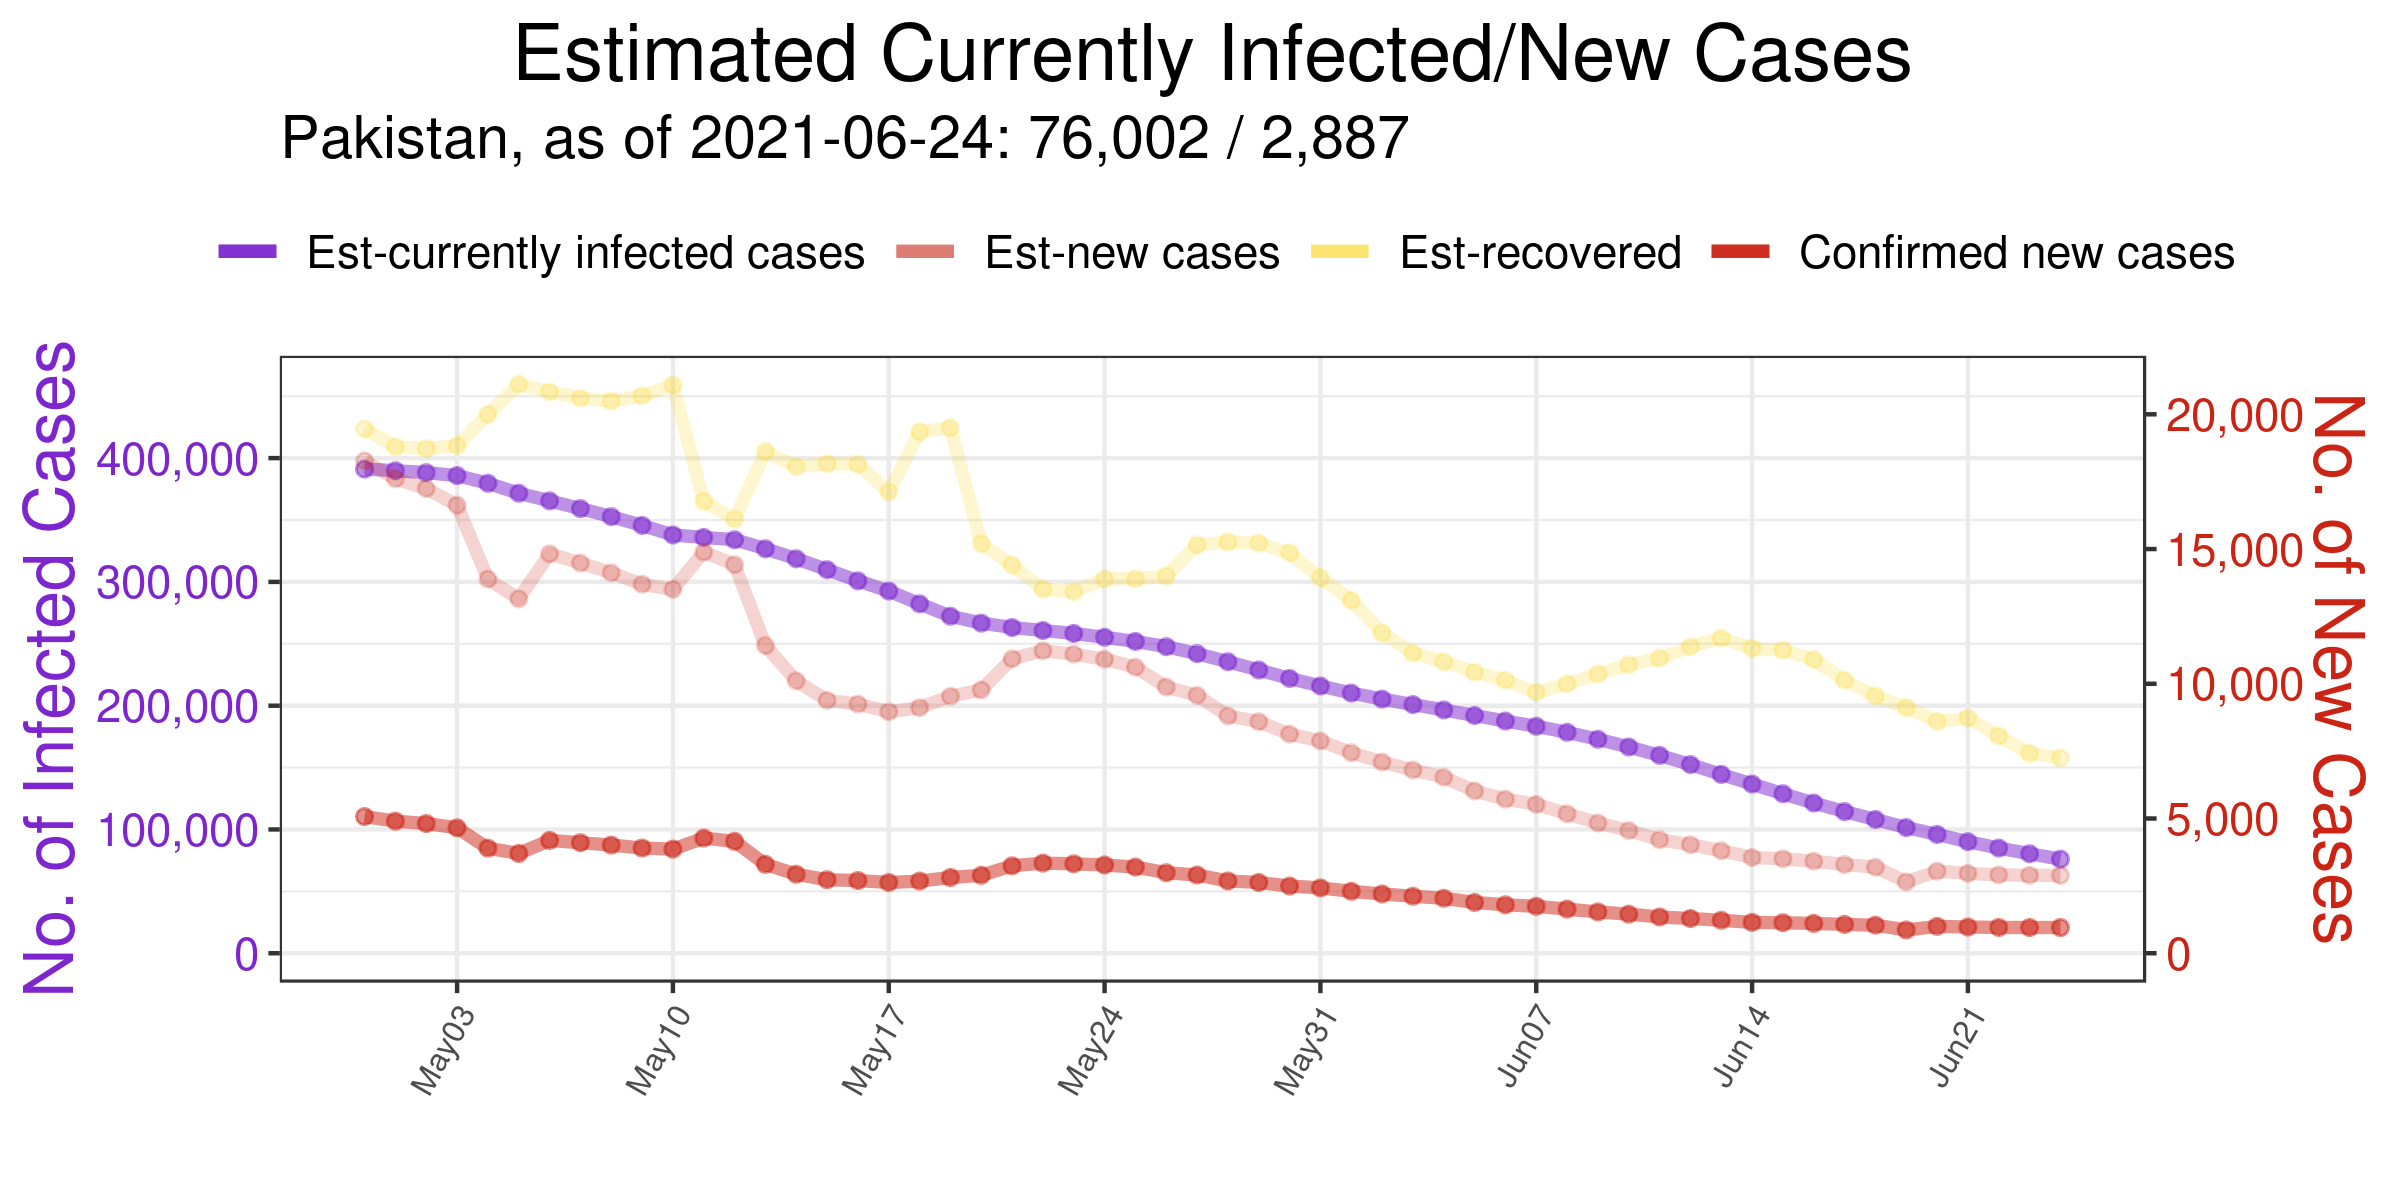 Estimated Currently Infected/New Cases
Pakistan, as of 2021-06-24: 76,002 / 2,887
Est-currently infected cases Est-new cases Est-recovered Confirmed new cases
No. of Infected Cases
400,000
300,000
200,000
100,000
0
20,000
15,000
10,000
5,000
0
No. of New Cases
May03 May10 May17 May24 May31 Jun07 Jun14 Jun21